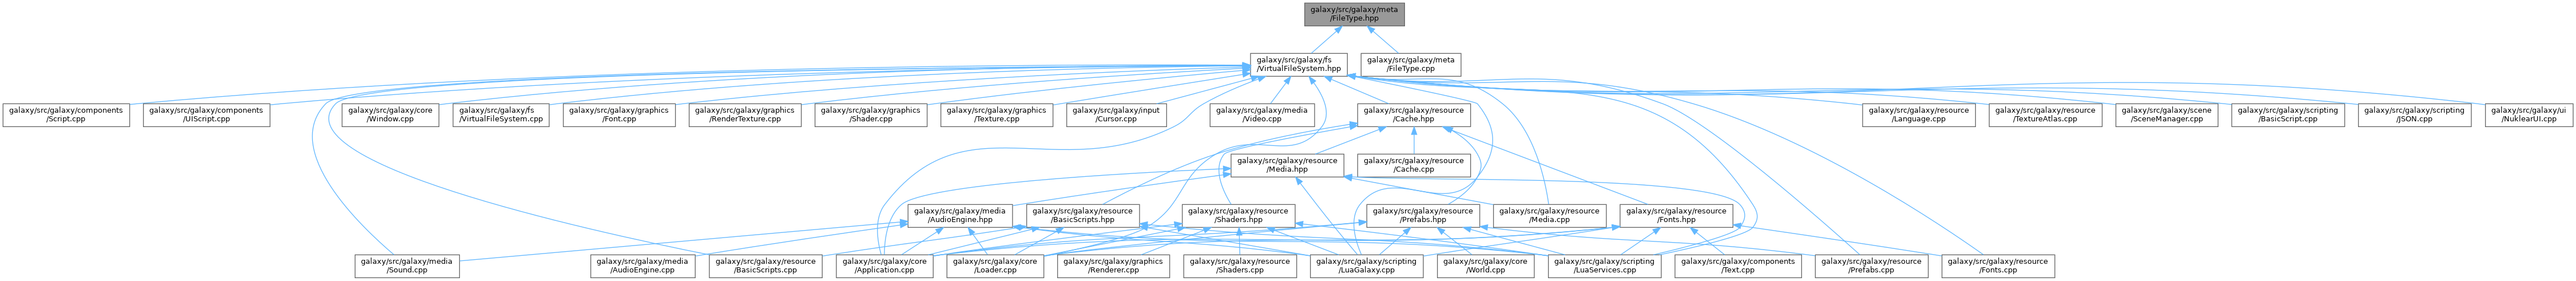 galaxy/src/galaxy/meta
/FileType.hpp
galaxy/src/galaxy/fs
/VirtualFileSystem.hpp
galaxy/src/galaxy/meta
/FileType.cpp
galaxy/src/galaxy/components
/Script.cpp
galaxy/src/galaxy/components
/UIScript.cpp
galaxy/src/galaxy/core
/Window.cpp
galaxy/src/galaxy/fs
/VirtualFileSystem.cpp
galaxy/src/galaxy/graphics
/Font.cpp
galaxy/src/galaxy/graphics
/RenderTexture.cpp
galaxy/src/galaxy/graphics
/Shader.cpp
galaxy/src/galaxy/graphics
/Texture.cpp
galaxy/src/galaxy/input
/Cursor.cpp
galaxy/src/galaxy/media
/Video.cpp
galaxy/src/galaxy/resource
/Cache.hpp
galaxy/src/galaxy/resource
/Language.cpp
galaxy/src/galaxy/resource
/TextureAtlas.cpp
galaxy/src/galaxy/scene
/SceneManager.cpp
galaxy/src/galaxy/scripting
/BasicScript.cpp
galaxy/src/galaxy/scripting
/JSON.cpp
galaxy/src/galaxy/ui
/NuklearUI.cpp
galaxy/src/galaxy/resource
/Media.hpp
galaxy/src/galaxy/resource
/Cache.cpp
galaxy/src/galaxy/media
/AudioEngine.hpp
galaxy/src/galaxy/resource
/BasicScripts.hpp
galaxy/src/galaxy/resource
/Shaders.hpp
galaxy/src/galaxy/resource
/Prefabs.hpp
galaxy/src/galaxy/resource
/Media.cpp
galaxy/src/galaxy/resource
/Fonts.hpp
galaxy/src/galaxy/media
/Sound.cpp
galaxy/src/galaxy/media
/AudioEngine.cpp
galaxy/src/galaxy/resource
/BasicScripts.cpp
galaxy/src/galaxy/core
/Application.cpp
galaxy/src/galaxy/core
/Loader.cpp
galaxy/src/galaxy/graphics
/Renderer.cpp
galaxy/src/galaxy/resource
/Shaders.cpp
galaxy/src/galaxy/scripting
/LuaGalaxy.cpp
galaxy/src/galaxy/core
/World.cpp
galaxy/src/galaxy/scripting
/LuaServices.cpp
galaxy/src/galaxy/components
/Text.cpp
galaxy/src/galaxy/resource
/Prefabs.cpp
galaxy/src/galaxy/resource
/Fonts.cpp